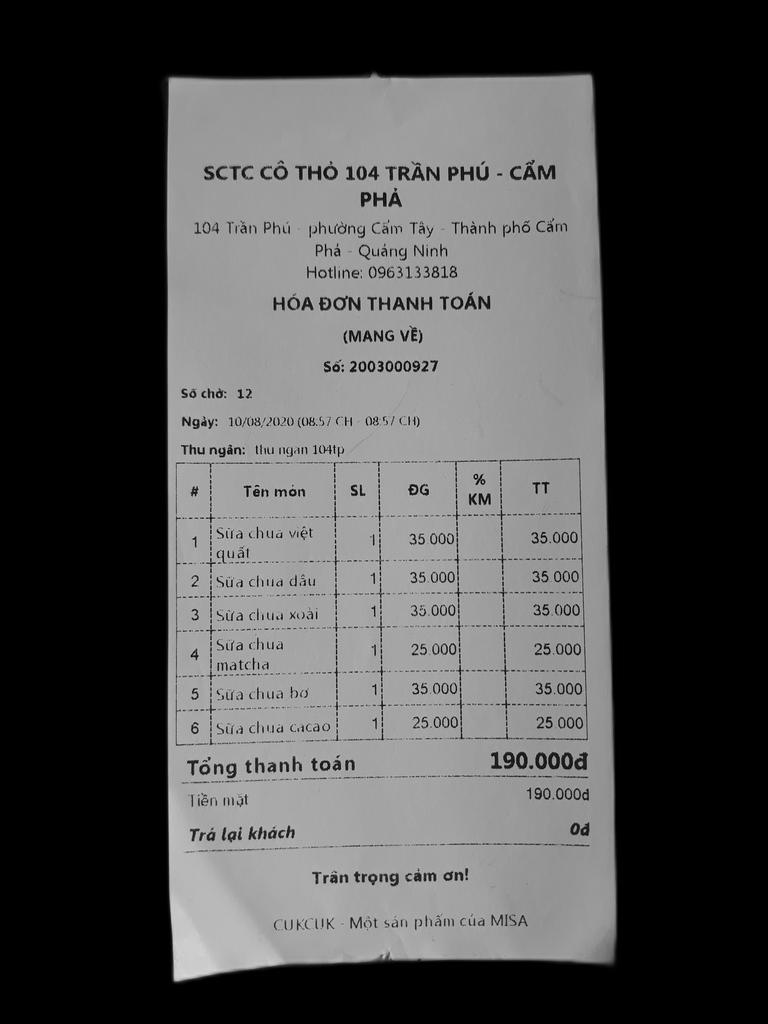 SCTC CÔ THỎ 104 TRẦN PHÚ - CẨM
PHẢ
104 Trần Phú - phường Cẩm Tây - Thành phố Cẩm
Phả - Quảng Ninh
Hotline: 0963133818
HÓA ĐƠN THANH TOÁN
(MANG VỀ)
Số: 2003000927
Số chờ: 12
Ngày: 10/08/2020 (08:57 CH - 08:57 CH)
Thu ngân: thu ngan 104tp
# Tên món SL ĐG % KM TT
1 Sữa chua việt quất 1 35.000 35.000
2 Sữa chua dâu 1 35.000 35.000
3 Sữa chua xoài 1 35.000 35.000
4 Sữa chua matcha 1 25.000 25.000
5 Sữa chua bơ 1 35.000 35.000
6 Sữa chua cacao 1 25.000 25.000
Tổng thanh toán 190.000đ
Tiền mặt 190.000đ
Trả lại khách 0đ
Trân trọng cảm ơn!
CUKCUK - Một sản phẩm của MISA